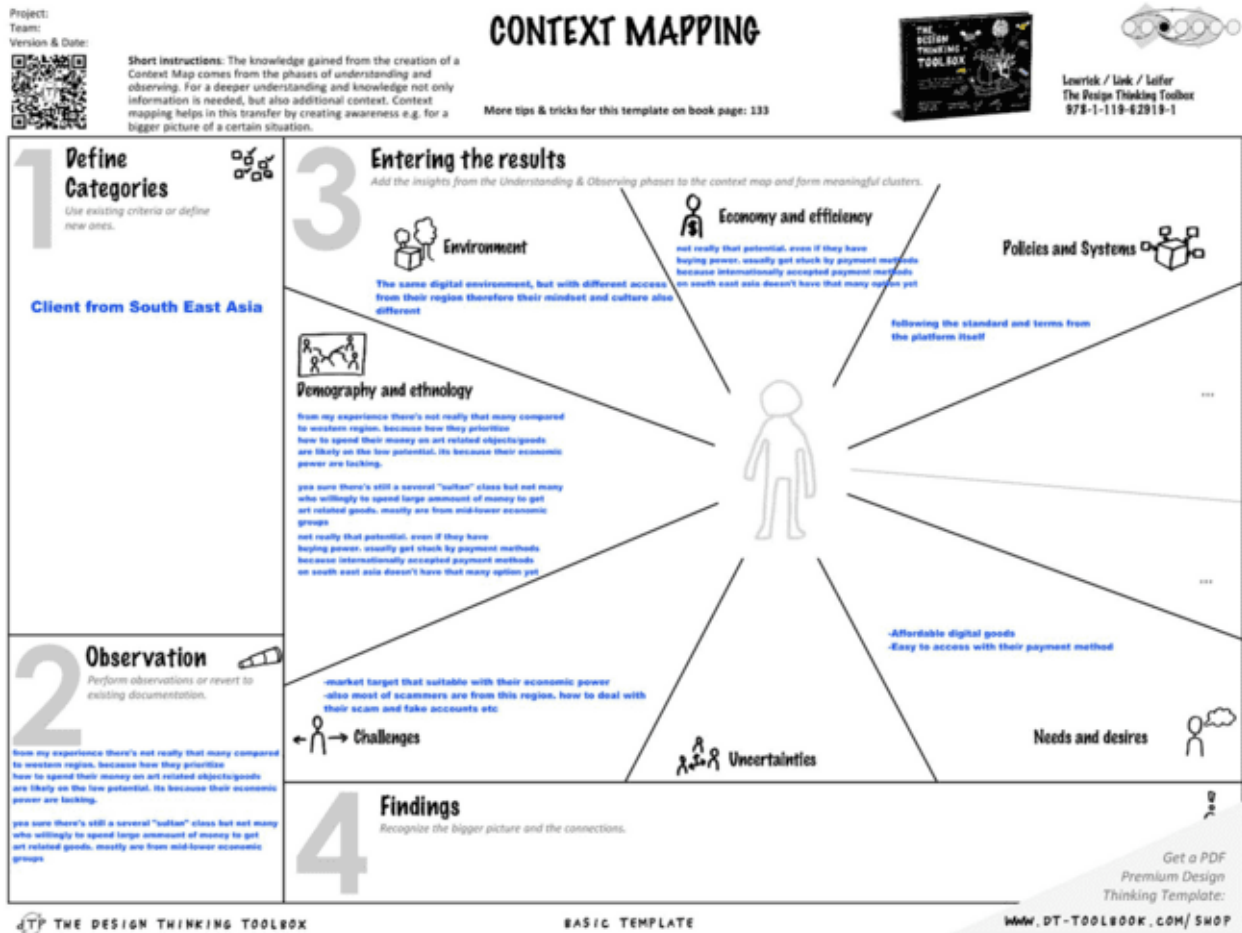 Project:
Team:
Version & Date:
CONTEXT MAPPING
Short instructions: The knowledge gained from the creation of a
Context Map comes from the phases of understanding and
observing. For a deeper understanding and knowledge not only
information is needed, but also additional context. Context
mapping helps in this transfer by creating awareness e.g. for a
bigger picture of a certain situation.
More tips & tricks for this template on book page: 133
THE
DESIGN
THINKING
TOOLBOX
Lewrick / Link / Leifer
The Design Thinking Toolbox
978-1-119-62919-1
1
Define
Categories
Use existing criteria or define
new ones.
Client from South East Asia
2
Observation
Perform observations or revert to
existing documentation.
from my experience there's not really that many compared
to western region. because how they prioritize
how to spend their money on art related objects/goods
are likely on the low potential. its because their economic
power are lacking.
yea sure there's still a several "sultan" class but not many
who willingly to spend large ammount of money to get
art related goods. mostly are from mid-lower economic
groups
3
Entering the results
Add the insights from the Understanding & Observing phases to the context map and form meaningful clusters.
Environment
The same digital environment, but with different access
from their region therefore their mindset and culture also
different
Economy and efficiency
not really that potential. even if they have
buying power. usually get stuck by payment methods
because internationally accepted payment methods
on south east asia doesn't have that many option yet
Policies and Systems
following the standard and terms from
the platform itself
Demography and ethnology
from my experience there's not really that many compared
to western region. because how they prioritize
how to spend their money on art related objects/goods
are likely on the low potential. its because their economic
power are lacking.
yea sure there's still a several "sultan" class but not many
who willingly to spend large ammount of money to get
art related goods. mostly are from mid-lower economic
groups
not really that potential. even if they have
buying power. usually get stuck by payment methods
because internationally accepted payment methods
on south east asia doesn't have that many option yet
...
...
-market target that suitable with their economic power
-also most of scammers are from this region. how to deal with
their scam and fake accounts etc
Challenges
Uncertainties
-Affordable digital goods
-Easy to access with their payment method
Needs and desires
4
Findings
Recognize the bigger picture and the connections.
Get a PDF
Premium Design
Thinking Template:
DTP THE DESIGN THINKING TOOLBOX
BASIC TEMPLATE
WWW.DT-TOOLBOOK.COM/SHOP